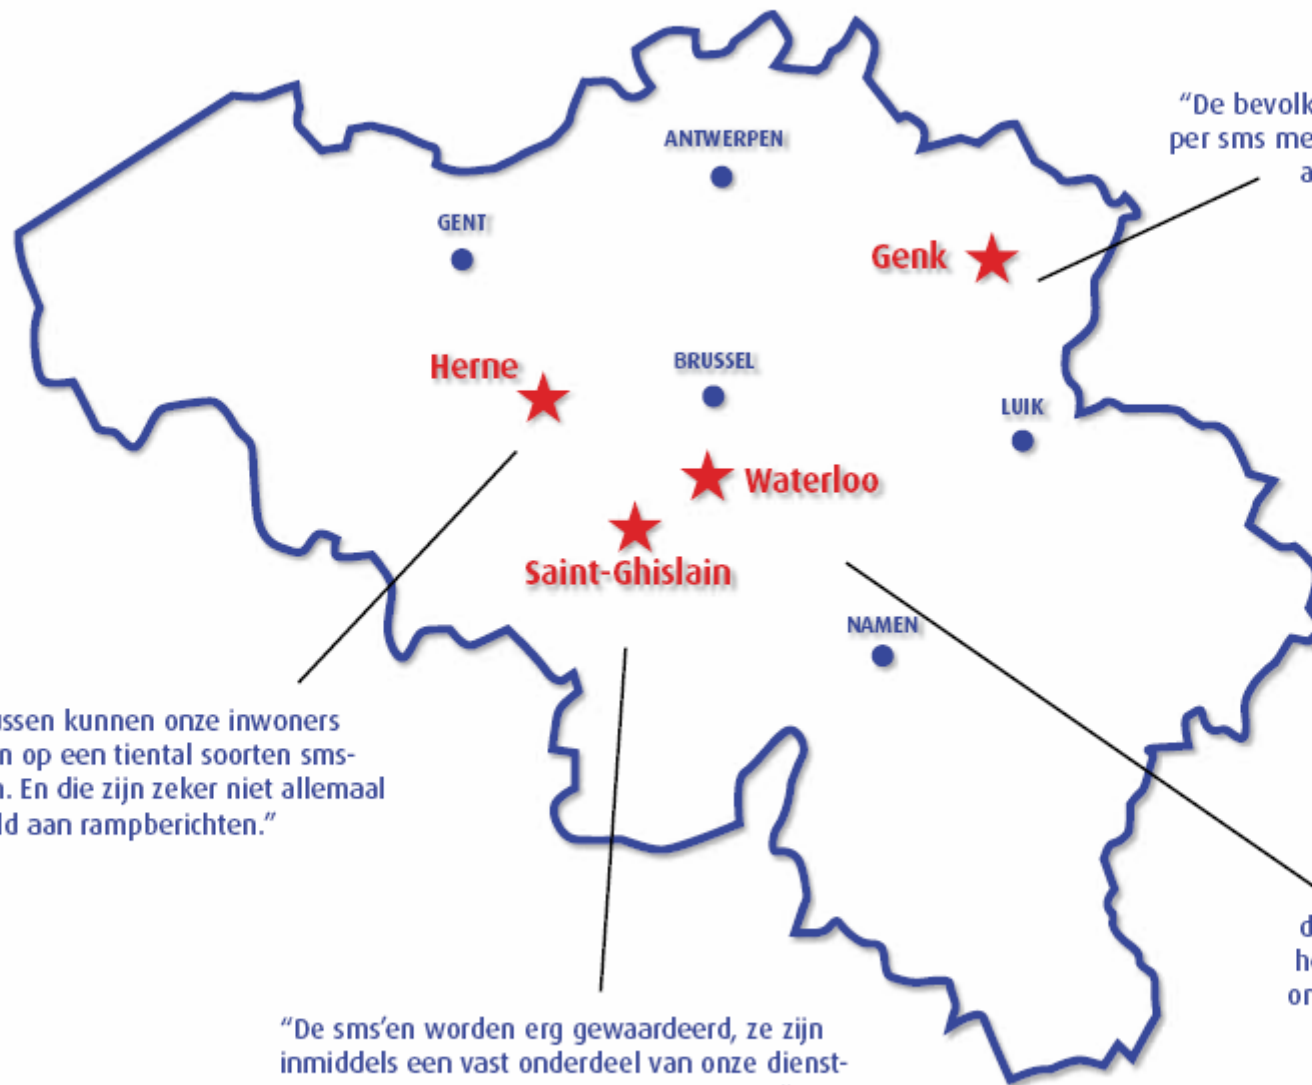 “De bevolk
per sms me
a
ANTWERPEN
GENT
Genk
Herne
BRUSSEL
LUIK
Waterloo
Saint-Ghislain
NAMEN
ussen kunnen onze inwoners
n op een tiental soorten sms-
n. En die zijn zeker niet allemaal
ld aan rampberichten.”
d
h
on
“De sms’en worden erg gewaardeerd, ze zijn
inmiddels een vast onderdeel van onze dienst-